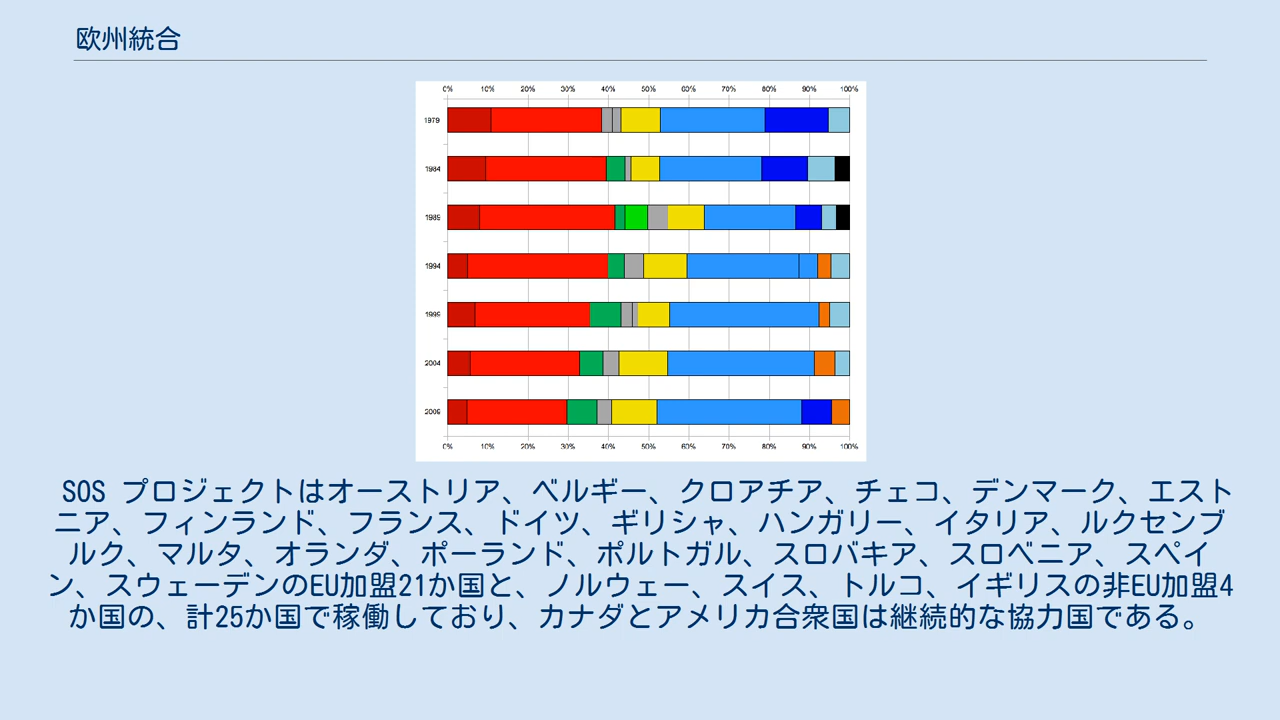 欧州統合
0% 10% 20% 30% 40% 50% 60% 70% 80% 90% 100%
1979
1984
1989
1994
1999
2004
2009
0% 10% 20% 30% 40% 50% 60% 70% 80% 90% 100%
SOS プロジェクトはオーストリア、ベルギー、クロアチア、チェコ、デンマーク、エスト
ニア、フィンランド、フランス、ドイツ、ギリシャ、ハンガリー、イタリア、ルクセンブ
ルク、マルタ、オランダ、ポーランド、ポルトガル、スロバキア、スロベニア、スペイ
ン、スウェーデンのEU加盟21か国と、ノルウェー、スイス、トルコ、イギリスの非EU加盟4
か国の、計25か国で稼働しており、カナダとアメリカ合衆国は継続的な協力国である。